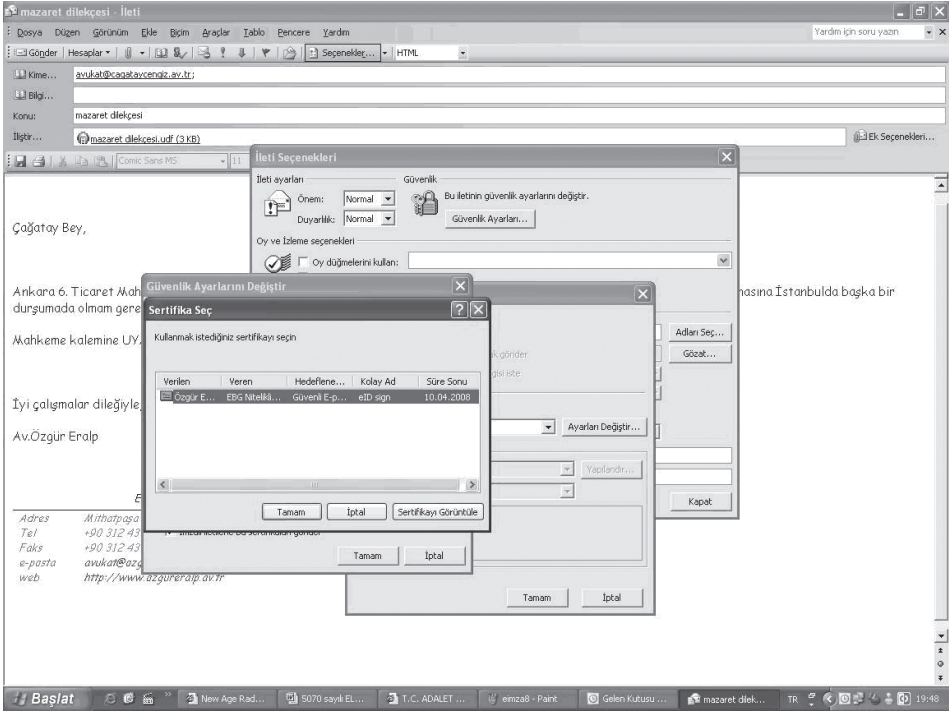 mazaret dilekçesi - İleti
Dosya Düzen Görünüm Ekle Biçim Araçlar Tablo Pencere Yardım
Yardım için soru yazın
Gönder Hesaplar Seçenekler... HTML
Kime... avukat@cagataycengiz.av.tr;
Bilgi...
Konu: mazaret dilekçesi
İliştir... mazaret dilekçesi.udf (3 KB) Ek Seçenekleri...
Comic Sans MS 11
Çağatay Bey,
Ankara 6. Ticaret Mah masına İstanbulda başka bir
durşumada olmam gere
Mahkeme kalemine UY
İyi çalışmalar dileğiyle,
Av.Özgür Eralp
Adres Mithatpaşa
Tel +90 312 43
Faks +90 312 43
e-posta avukat@ozg
web http://www.ozgureralp.av.tr
İleti Seçenekleri
İleti ayarları Güvenlik
Önem: Normal Bu iletinin güvenlik ayarlarını değiştir.
Duyarlılık: Normal Güvenlik Ayarları...
Oy ve İzleme seçenekleri
Oy düğmelerini kullan:
Adları Seç...
Gözat...
Kapat
ak gönder
gisi iste
Ayarları Değiştir...
Yapılandır...
Tamam İptal
Güvenlik Ayarlarını Değiştir
Tamam İptal
Sertifika Seç
Kullanmak istediğiniz sertifikayı seçin
Verilen Veren Hedeflene... Kolay Ad Süre Sonu
Özgür E... EBG Nitelikli... Güvenli E-p... eID sign 10.04.2008
Tamam İptal Sertifikayı Görüntüle
Başlat New Age Rad... 5070 sayılı EL... T.C. ADALET ... eimza8 - Paint Gelen Kutusu ... mazaret dilek... TR 19:48